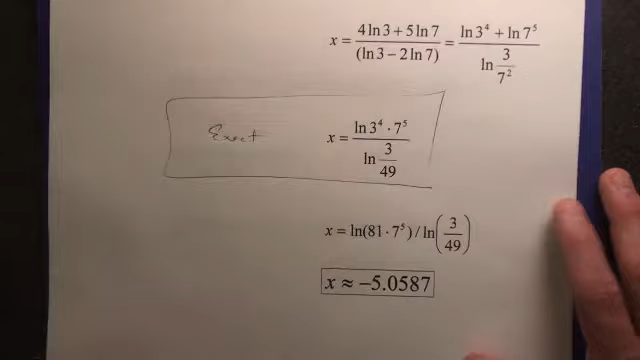 x = (4 ln 3 + 5 ln 7) / (ln 3 − 2 ln 7) = (ln 3⁴ + ln 7⁵) / (ln 3/7²)
Exact x = (ln 3⁴ · 7⁵) / (ln 3/49)
x = ln(81 · 7⁵) / ln(3/49)
x ≈ −5.0587